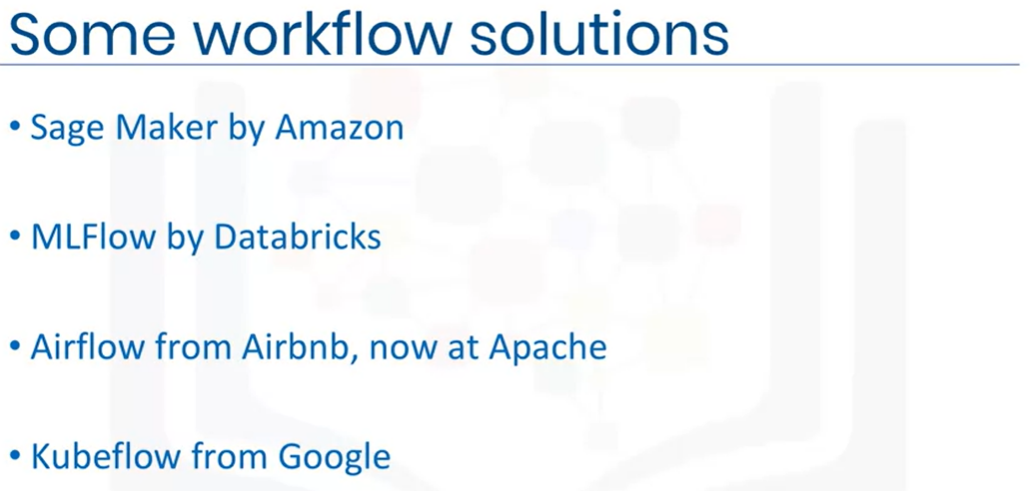 Some workflow solutions
• Sage Maker by Amazon
• MLFlow by Databricks
• Airflow from Airbnb, now at Apache
• Kubeflow from Google